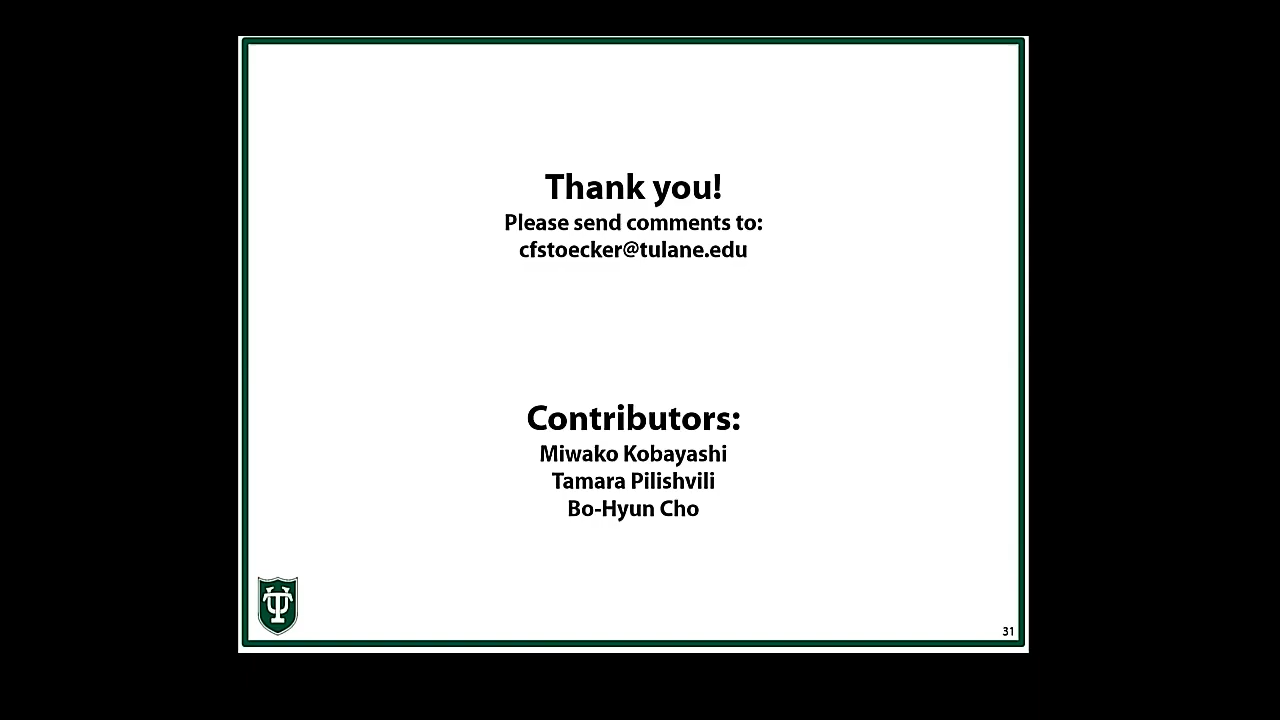 Thank you!
Please send comments to:
cfstoecker@tulane.edu
Contributors:
Miwako Kobayashi
Tamara Pilishvili
Bo-Hyun Cho
31